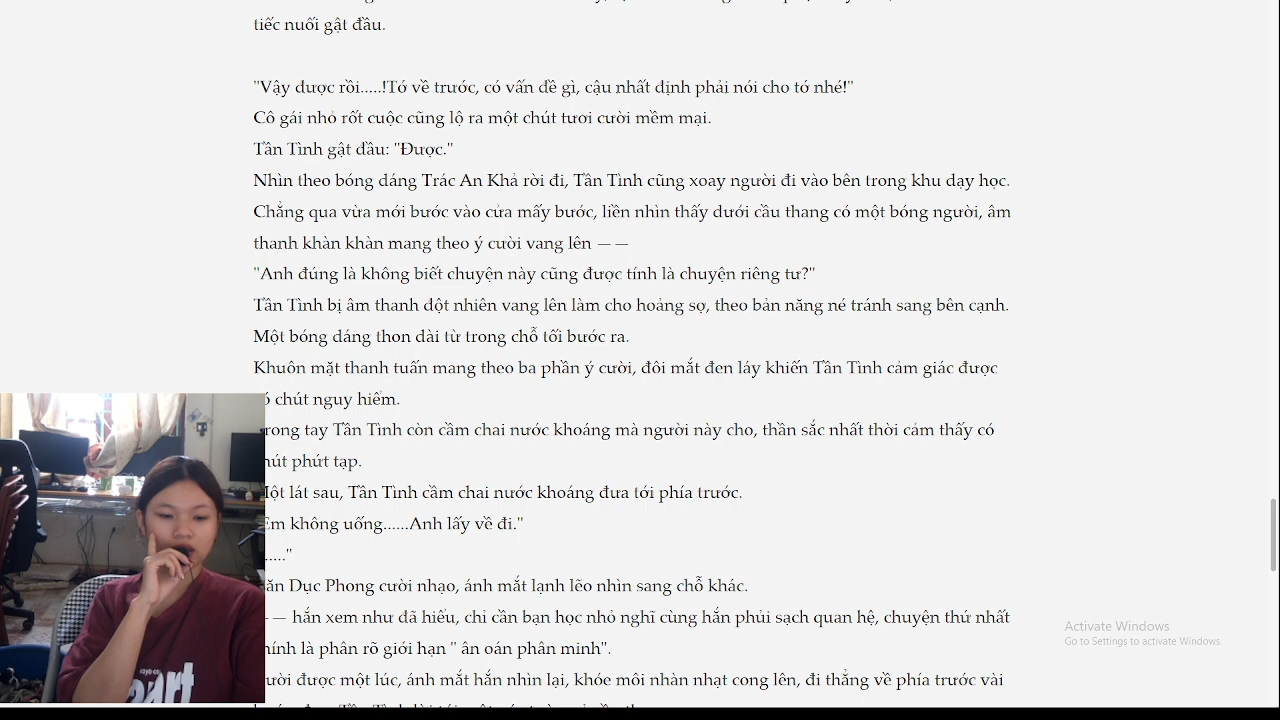 tiếc nuối gật đầu.
"Vậy được rồi.....!Tớ về trước, có vấn đề gì, cậu nhất định phải nói cho tớ nhé!"
Cô gái nhỏ rốt cuộc cũng lộ ra một chút tươi cười mềm mại.
Tần Tình gật đầu: "Được."
Nhìn theo bóng dáng Trác An Khả rời đi, Tần Tình cũng xoay người đi vào bên trong khu dạy học.
Chẳng qua vừa mới bước vào cửa mấy bước, liền nhìn thấy dưới cầu thang có một bóng người, âm
thanh khàn khàn mang theo ý cười vang lên ——
"Anh đúng là không biết chuyện này cũng được tính là chuyện riêng tư?"
Tần Tình bị âm thanh đột nhiên vang lên làm cho hoảng sợ, theo bản năng né tránh sang bên cạnh.
Một bóng dáng thon dài từ trong chỗ tối bước ra.
Khuôn mặt thanh tuấn mang theo ba phần ý cười, đôi mắt đen láy khiến Tần Tình cảm giác được
chút nguy hiểm.
rong tay Tần Tình còn cầm chai nước khoáng mà người này cho, thần sắc nhất thời cảm thấy có
hút phứt tạp.
lát sau, Tần Tình cầm chai nước khoáng đưa tới phía trước.
Em không uống......Anh lấy về đi."
....."
Dục Phong cười nhạo, ánh mắt lạnh lẽo nhìn sang chỗ khác.
— hắn xem như đã hiểu, chỉ cần bạn học nhỏ nghĩ cùng hắn phủi sạch quan hệ, chuyện thứ nhất
hính là phân rõ giới hạn " ân oán phân minh".
ười được một lúc, ánh mắt hắn nhìn lại, khóe môi nhàn nhạt cong lên, đi thẳng về phía trước vài
Activate Windows
Go to Settings to activate Windows.